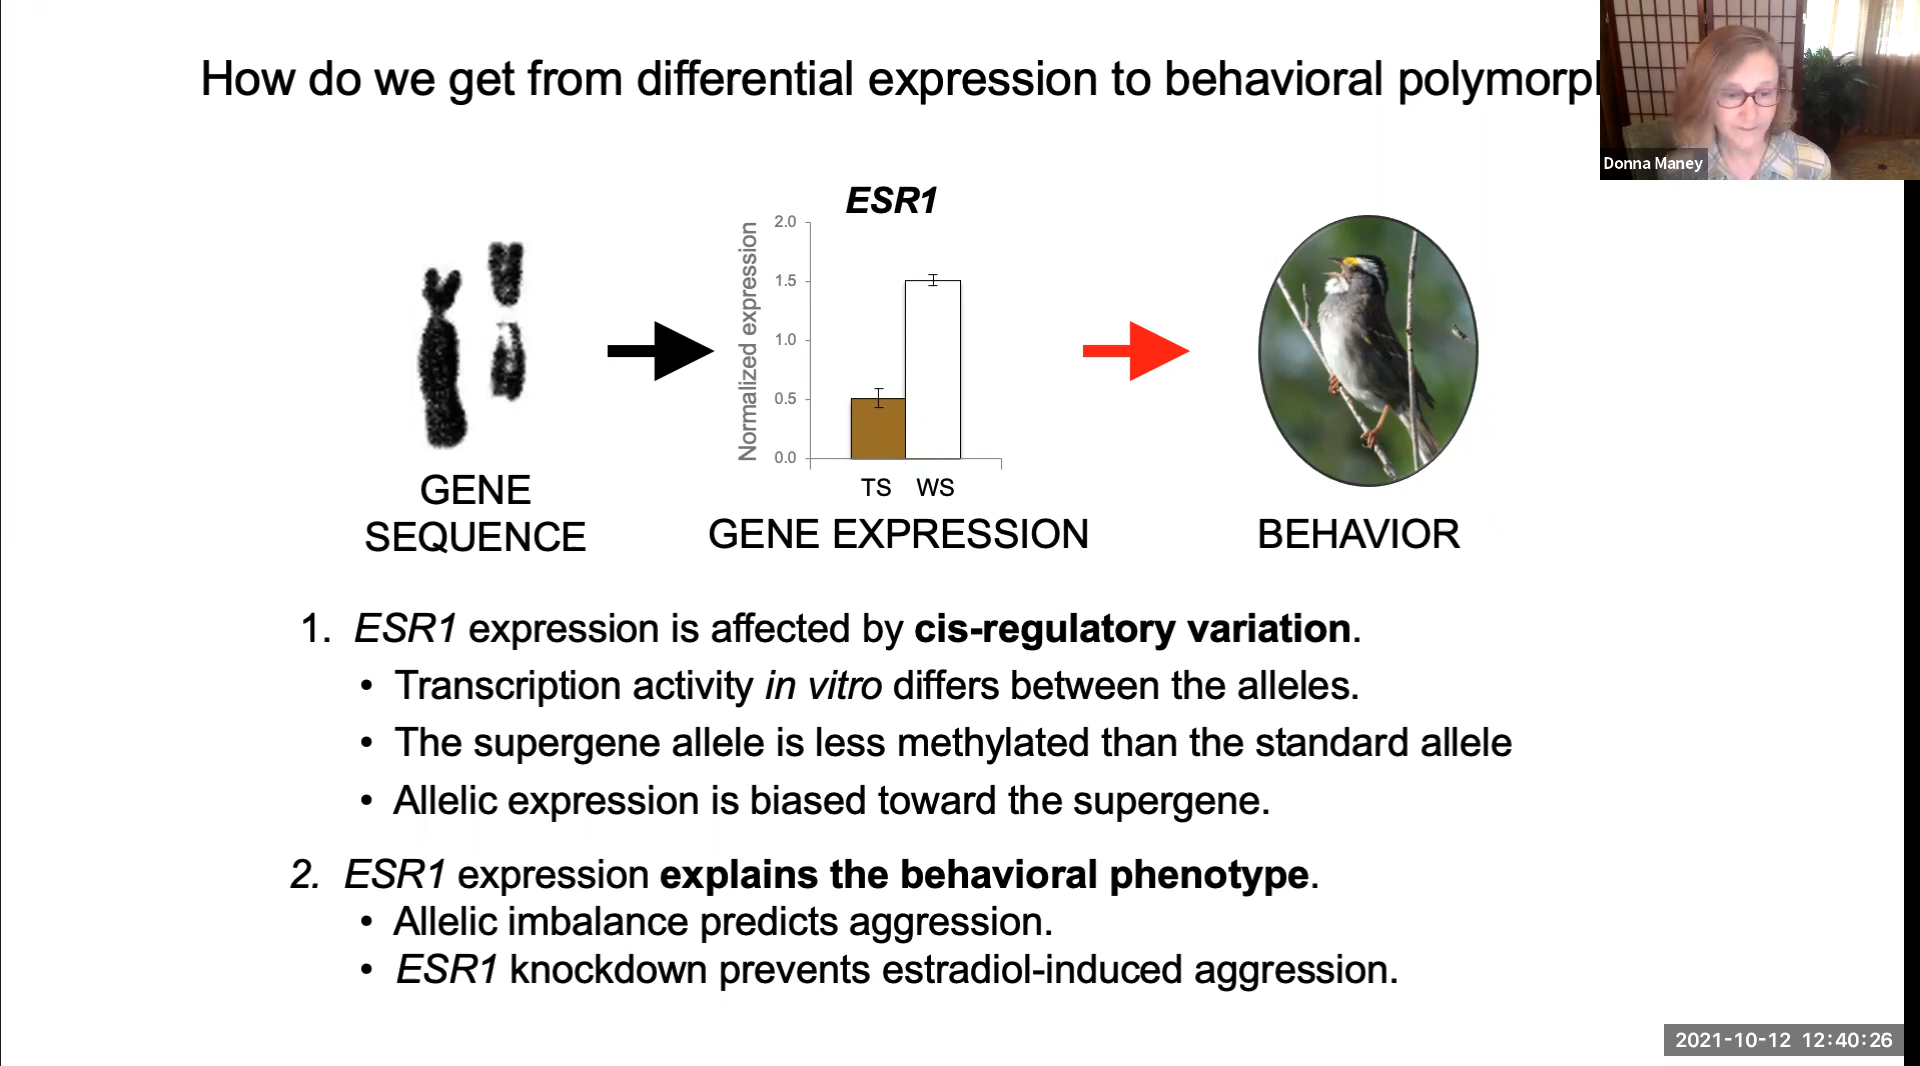 How do we get from differential expression to behavioral polymorp
Donna Maney
ESR1
Normalized expression
2.0
1.5
1.0
0.5
0.0
TS WS
GENE
SEQUENCE
GENE EXPRESSION
BEHAVIOR
1. ESR1 expression is affected by cis-regulatory variation.
• Transcription activity in vitro differs between the alleles.
• The supergene allele is less methylated than the standard allele
• Allelic expression is biased toward the supergene.
2. ESR1 expression explains the behavioral phenotype.
• Allelic imbalance predicts aggression.
• ESR1 knockdown prevents estradiol-induced aggression.
2021-10-12 12:40:26